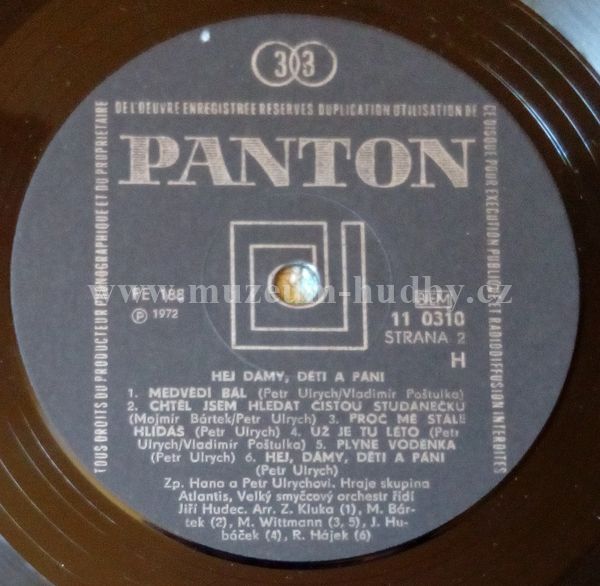 33
DE L'OEUVRE ENREGISTREE RESERVES DUPLICATION UTILISATION DE
CE DISQUE POUR EXECUTION PUBLIQUE ET RADIODIFFUSION INTERDITES
TOUS DROITS DU PRODUCTEUR PHONOGRAPHIQUE ET DU PROPRIETAIRE
PANTON
www.muzeum-hudby.cz
PE 168
BIEM
Ⓟ 1972
11 0310
STRANA 2
H
HEJ DÁMY, DĚTI A PÁNI
1. MEDVĚDÍ BÁL (Petr Ulrych/Vladimír Poštulka)
2. CHTĚL JSEM HLEDAT ČISTOU STUDÁNEČKU
(Mojmír Bártek/Petr Ulrych) 3. PROČ MĚ STÁLE
HLÍDÁŠ (Petr Ulrych) 4. UŽ JE TU LÉTO (Petr
Ulrych/Vladimír Poštulka) 5. PLYNE VODĚNKA
(Petr Ulrych) 6. HEJ, DÁMY, DĚTI A PÁNI
(Petr Ulrych)
Zp. Hana a Petr Ulrychovi. Hraje skupina
Atlantis, Velký smyčcový orchestr řídí
Jiří Hudec. Arr. Z. Kluka (1), M. Bár-
tek (2), M. Wittmann (3, 5), J. Hu-
báček (4), R. Hájek (6)